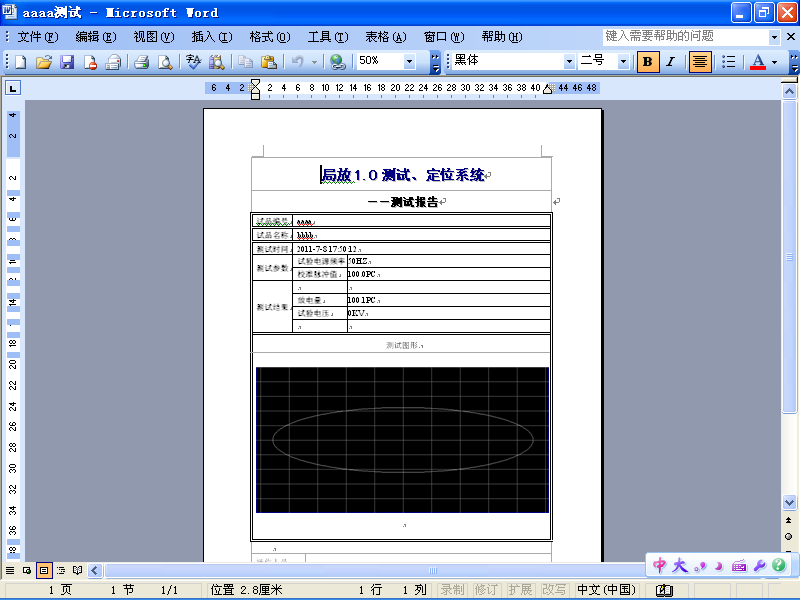 aaaa测试 - Microsoft Word
文件(F) 编辑(E) 视图(V) 插入(I) 格式(O) 工具(T) 表格(A) 窗口(W) 帮助(H) 键入需要帮助的问题
50% 黑体 二号 B I A
6 4 2 2 4 6 8 10 12 14 16 18 20 22 24 26 28 30 32 34 36 38 40 44 46 48
局放1.0 测试、定位系统
——测试报告
试品编号 aaaa
试品名称 bbbb
测试时间 2011-7-8 17:50:12
测试参数 试验电源频率 50HZ
校准脉冲值 100.0PC
测试结果
放电量 100.1PC
试验电压 0KV
测试图形
中 大
1 页 1 节 1/1 位置 2.8厘米 1 行 1 列 录制 修订 扩展 改写 中文(中国)